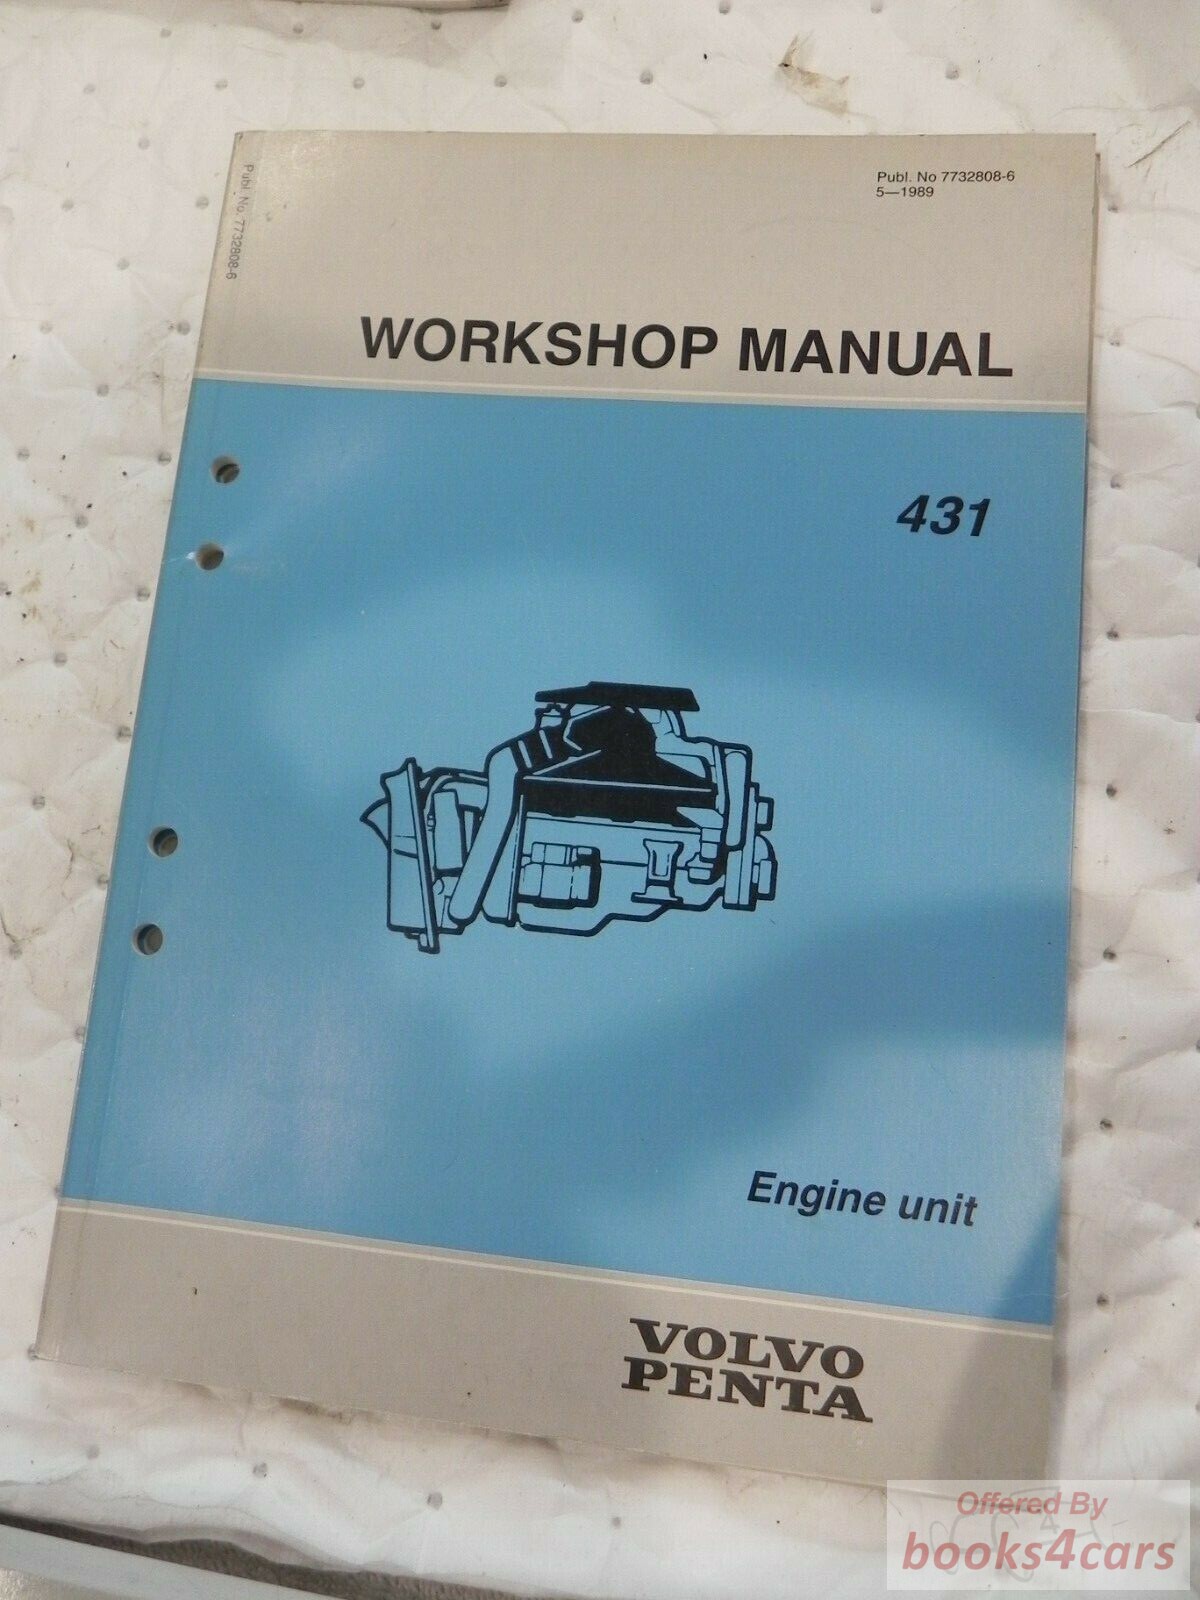 Publ. No 7732808-6
5—1989
Publ. No. 7732808-6
WORKSHOP MANUAL
431
Engine unit
VOLVO
PENTA
Offered By
books4cars